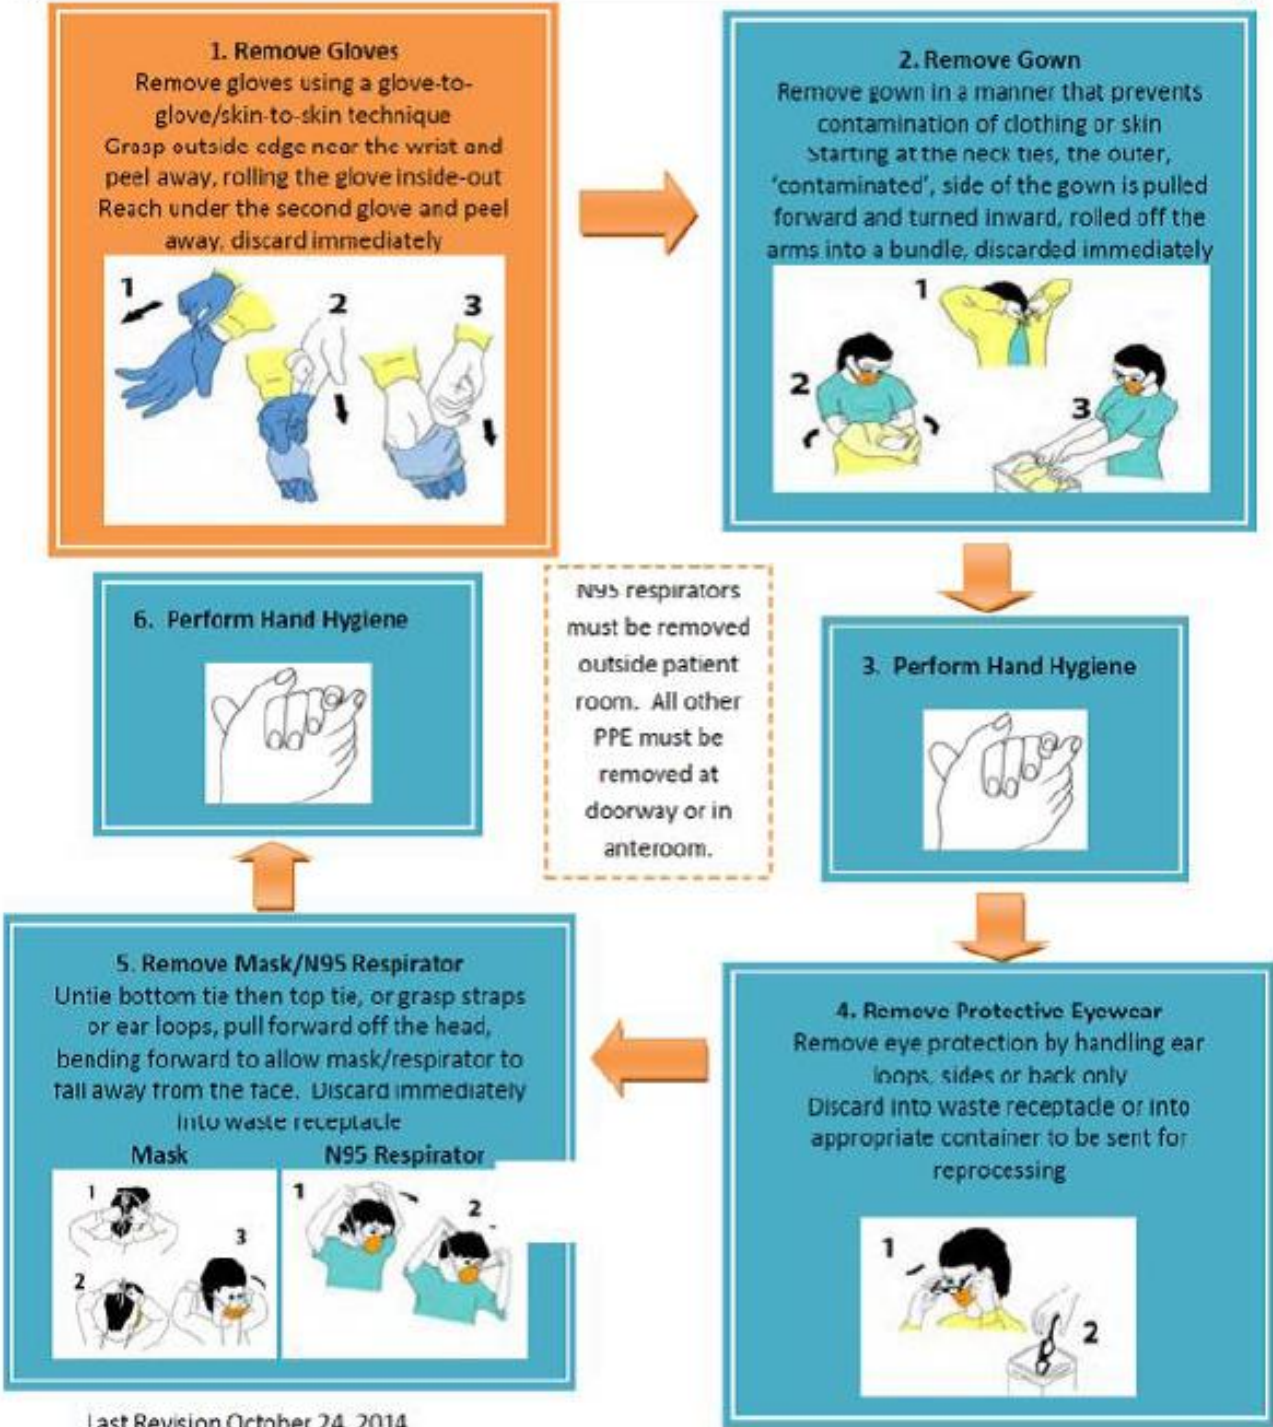 1. Remove Gloves
Remove gloves using a glove-to-
glove/skin-to-skin technique
Grasp outside edge near the wrist and
peel away, rolling the glove inside-out
Reach under the second glove and peel
away, discard immediately
1
2
3
2. Remove Gown
Remove gown in a manner that prevents
contamination of clothing or skin
Starting at the neck ties, the outer,
'contaminated', side of the gown is pulled
forward and turned inward, rolled off the
arms into a bundle, discarded immediately
1
2
3
3. Perform Hand Hygiene
4. Remove Protective Eyewear
Remove eye protection by handling ear
loops, sides or back only
Discard into waste receptacle or into
appropriate container to be sent for
reprocessing
1
2
5. Remove Mask/N95 Respirator
Untie bottom tie then top tie, or grasp straps
or ear loops, pull forward off the head,
bending forward to allow mask/respirator to
fall away from the face. Discard immediately
into waste receptacle
Mask
1
2
3
N95 Respirator
1
2
6. Perform Hand Hygiene
N95 respirators
must be removed
outside patient
room. All other
PPE must be
removed at
doorway or in
anteroom.
Last Revision October 24, 2014